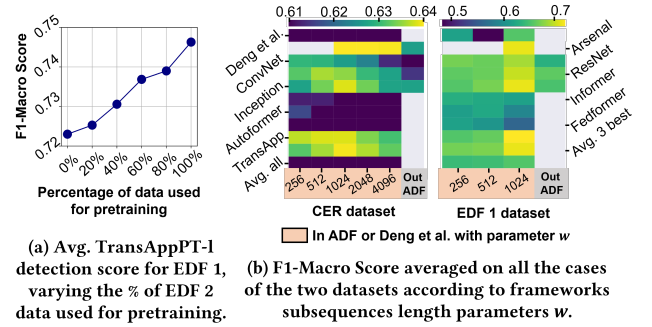 0.75
0.74
0.73
0.72
F1-Macro Score
0% 20% 40% 60% 80% 100%
Percentage of data used
for pretraining
(a) Avg. TransAppPT-l
detection score for EDF 1,
varying the % of EDF 2
data used for pretraining.
0.61 0.62 0.63 0.64
Deng et al.
ConvNet
Inception
Autoformer
TransApp
Avg. all
256 512 1024 2048 4096 Out
ADF
CER dataset
0.5 0.6 0.7
Arsenal
ResNet
Informer
Fedformer
Avg. 3 best
256 512 1024 Out
ADF
EDF 1 dataset
In ADF or Deng et al. with parameter w
(b) F1-Macro Score averaged on all the cases
of the two datasets according to frameworks
subsequences length parameters w.